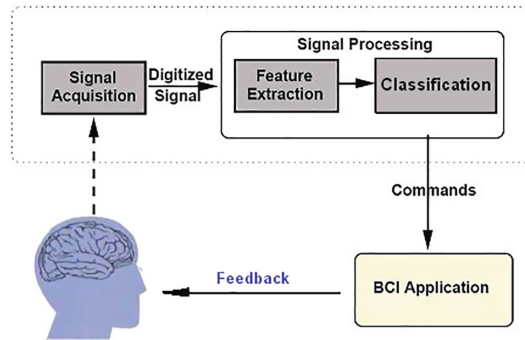 Signal Processing
Signal
Acquisition
Digitized
Signal
Feature
Extraction
Classification
Commands
Feedback
BCI Application